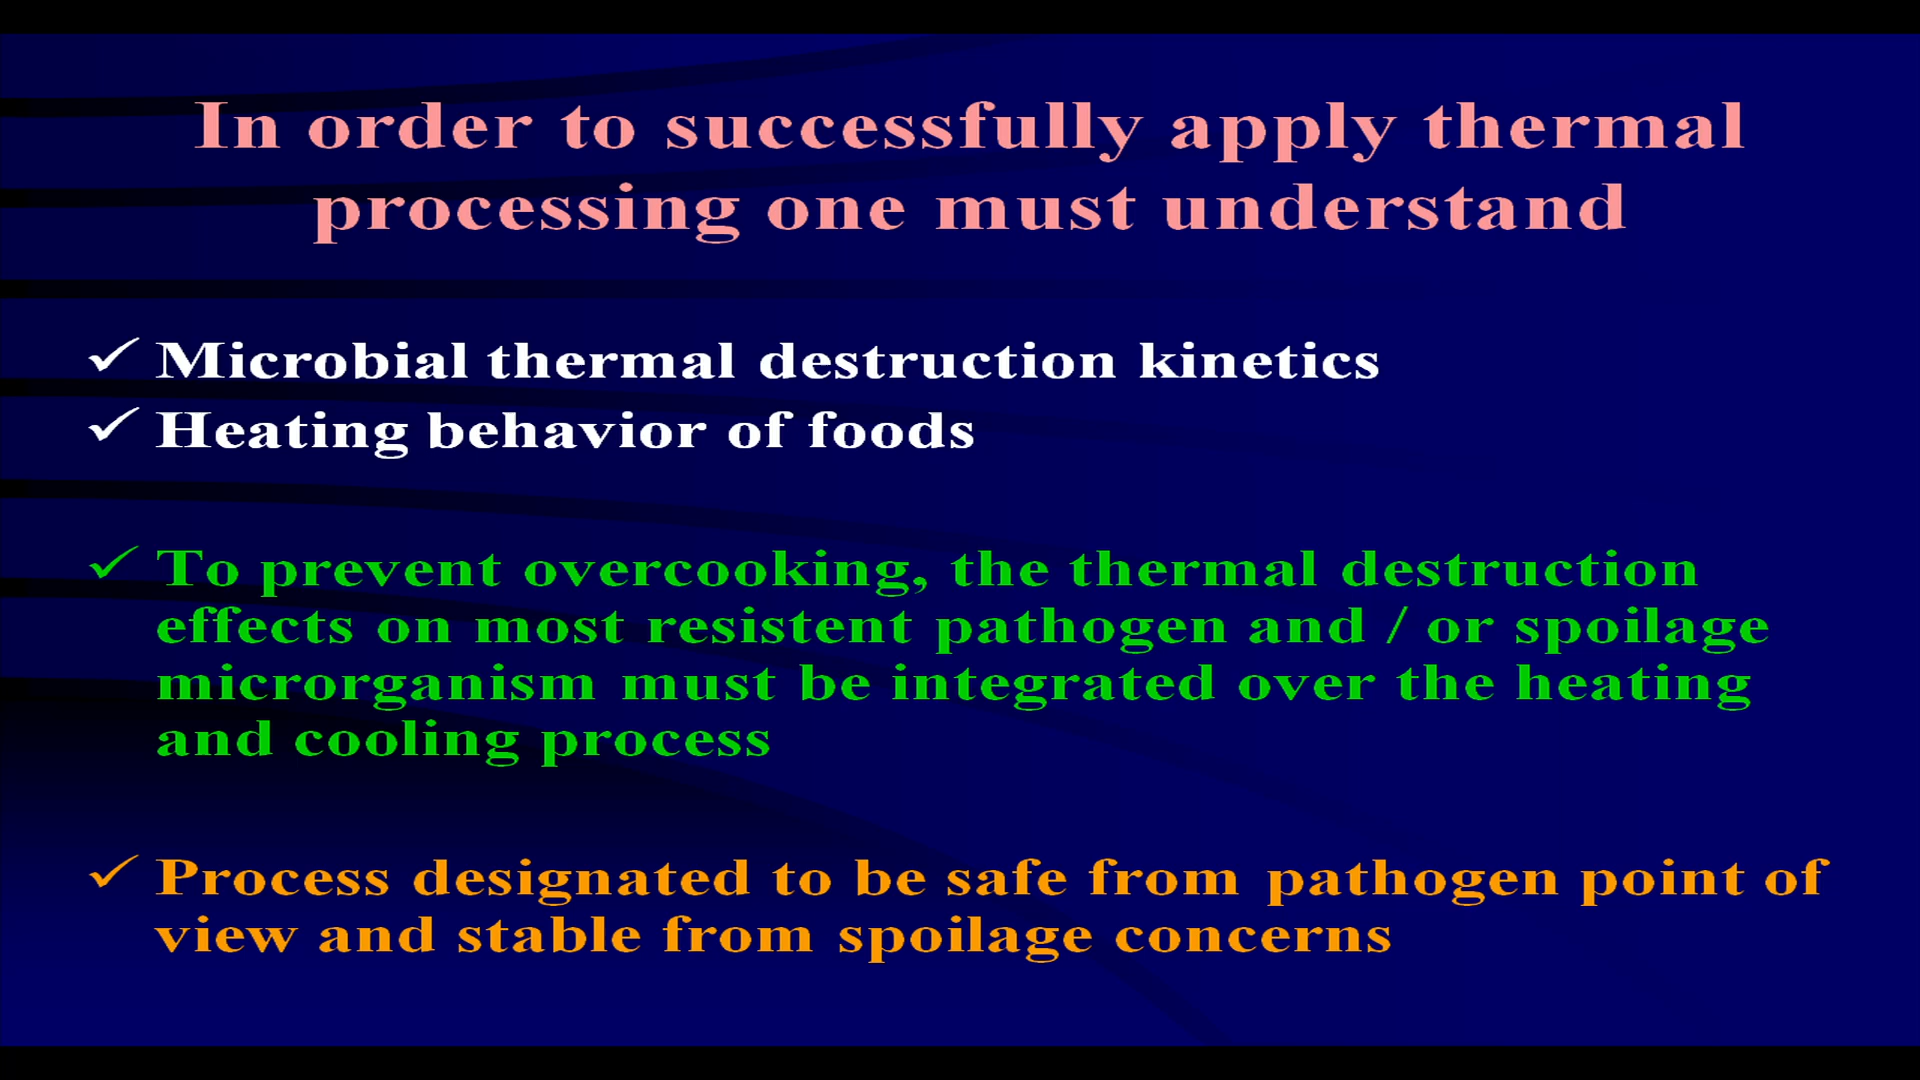 In order to successfully apply thermal
processing one must understand
✓ Microbial thermal destruction kinetics
✓ Heating behavior of foods
✓ To prevent overcooking, the thermal destruction
effects on most resistent pathogen and / or spoilage
microrganism must be integrated over the heating
and cooling process
✓ Process designated to be safe from pathogen point of
view and stable from spoilage concerns